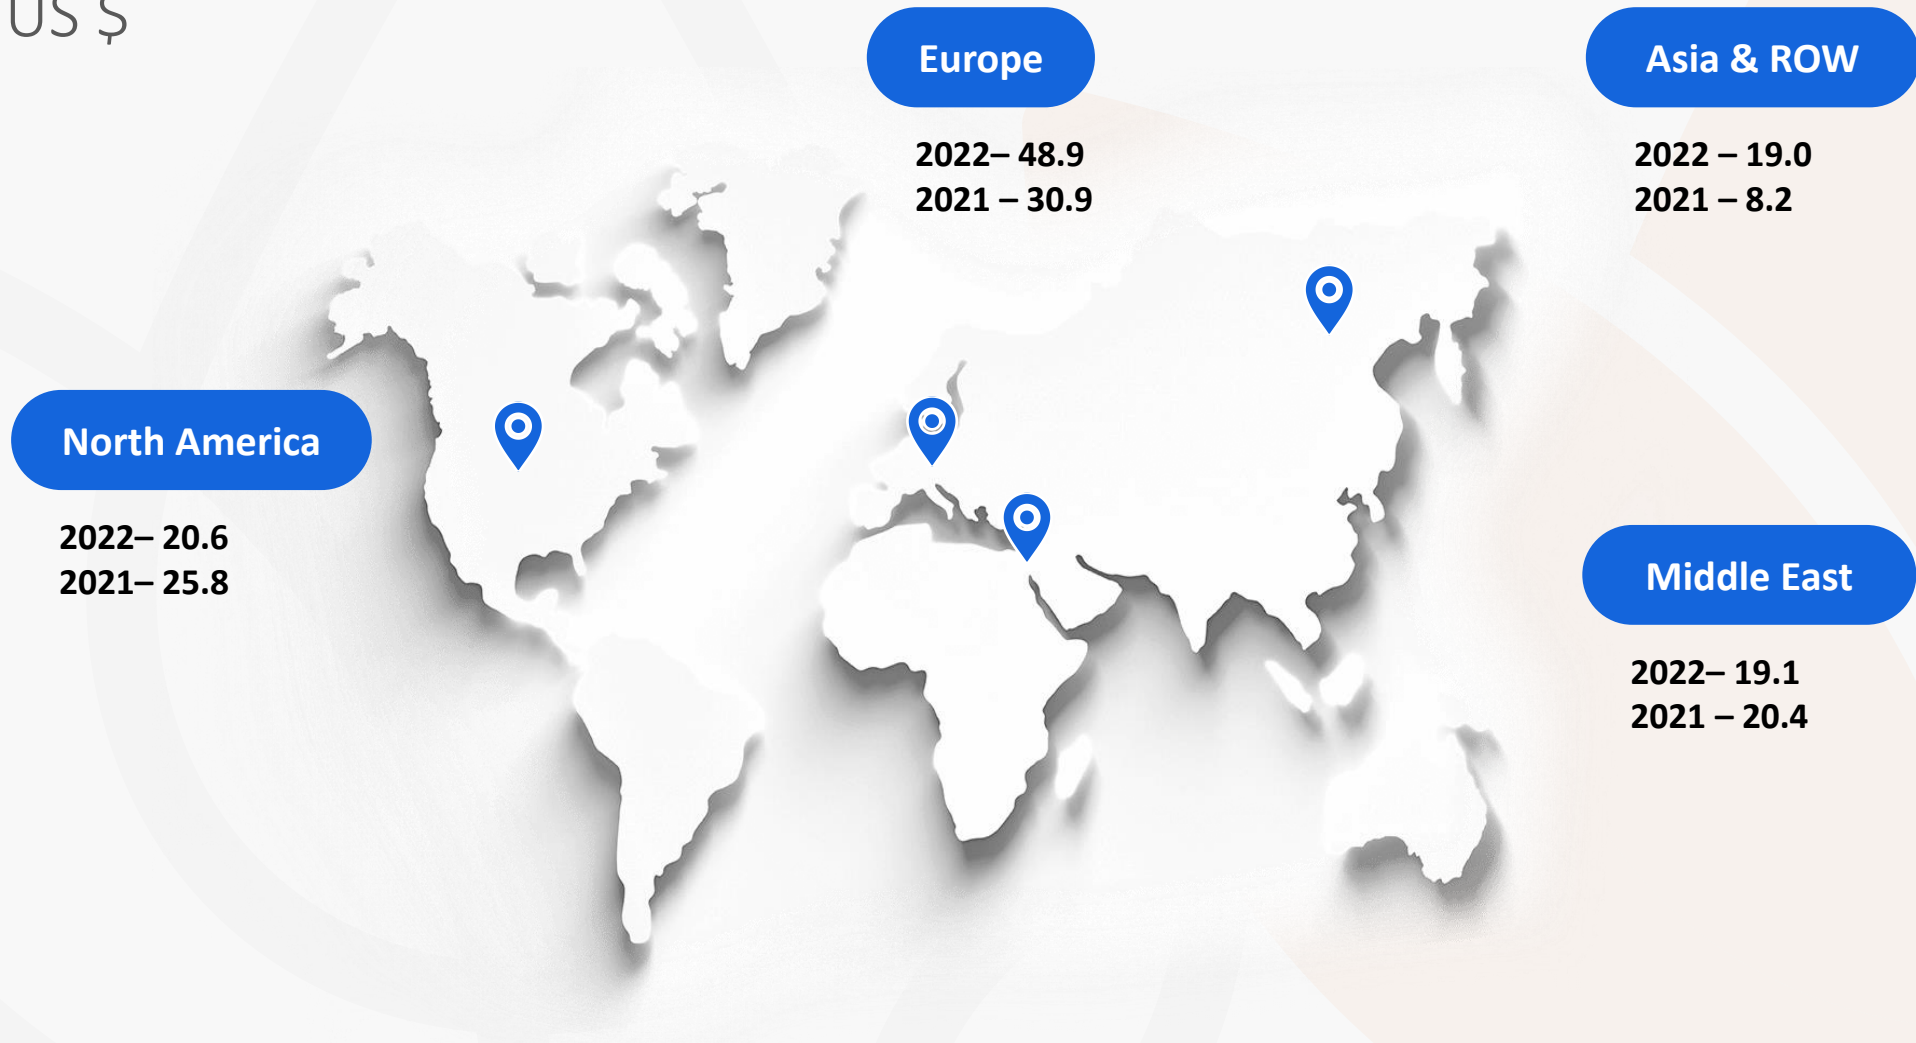 US $
Europe
2022– 48.9
2021 – 30.9
Asia & ROW
2022 – 19.0
2021 – 8.2
North America
2022– 20.6
2021– 25.8
Middle East
2022– 19.1
2021 – 20.4